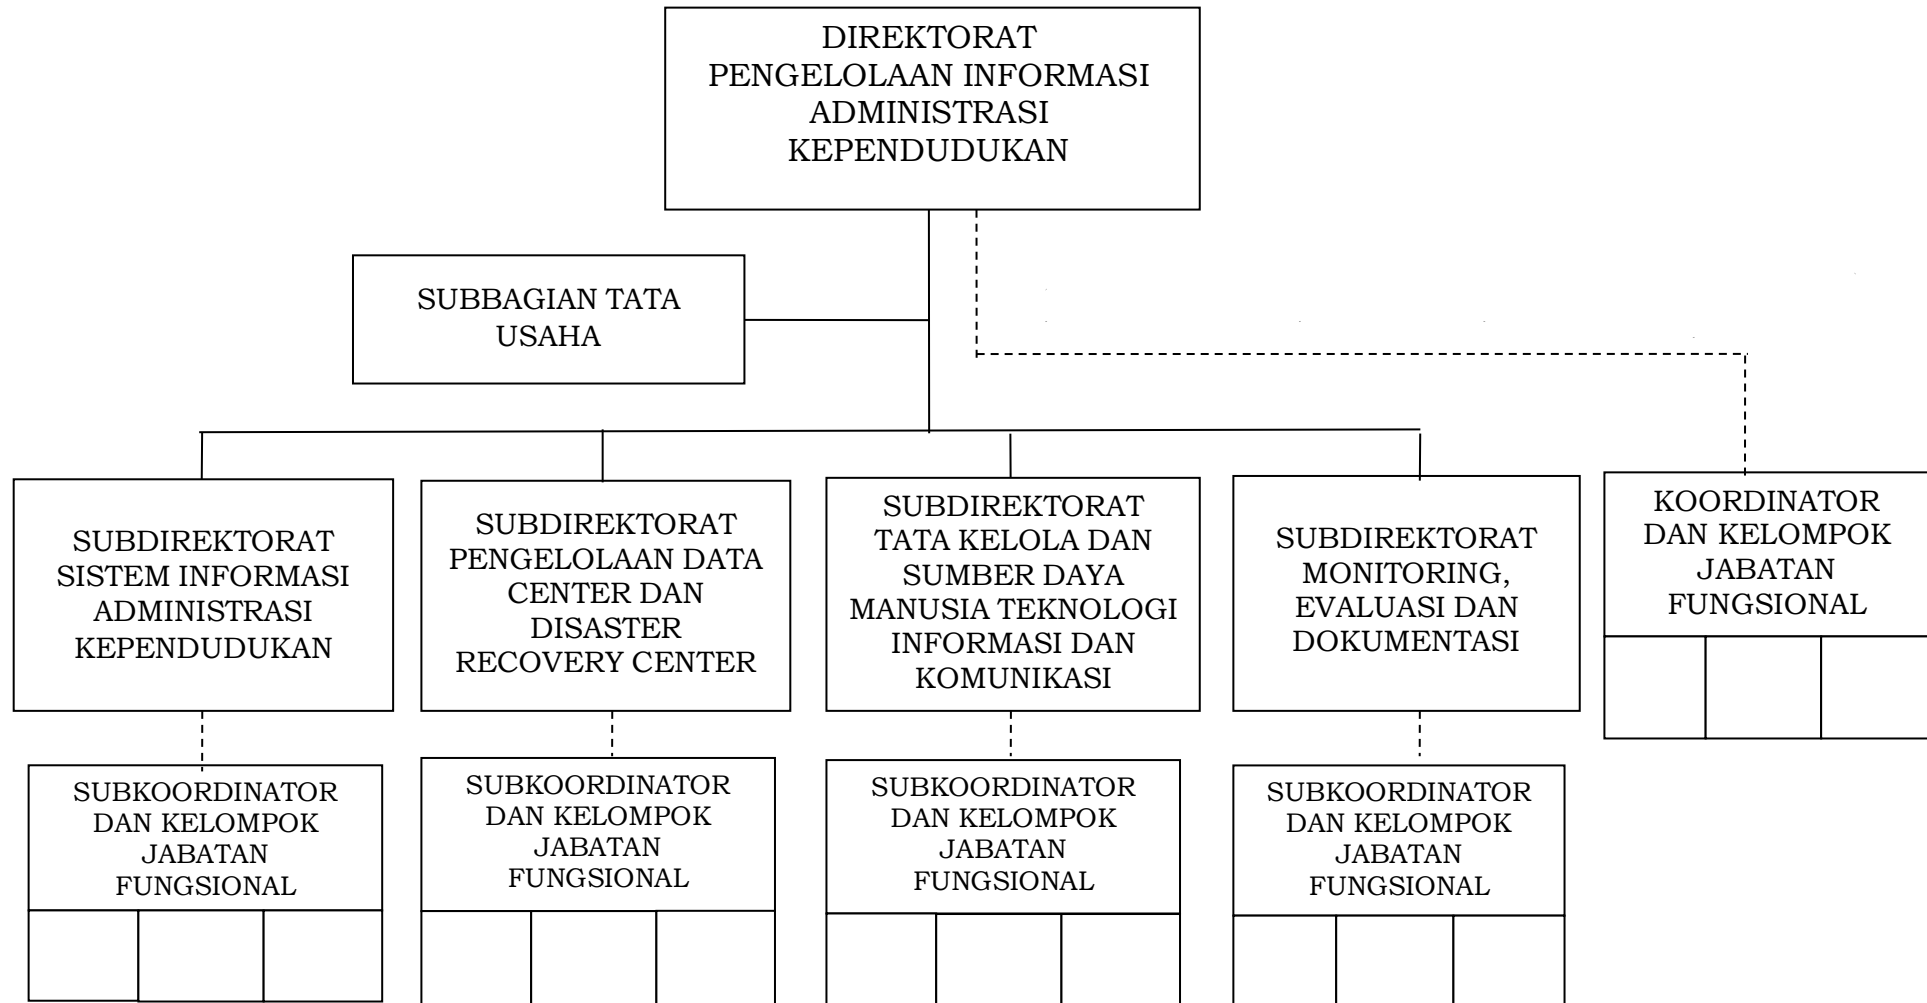 DIREKTORAT
PENGELOLAAN INFORMASI
ADMINISTRASI
KEPENDUDUKAN
SUBBAGIAN TATA
USAHA
SUBDIREKTORAT
SISTEM INFORMASI
ADMINISTRASI
KEPENDUDUKAN
SUBDIREKTORAT
PENGELOLAAN DATA
CENTER DAN
DISASTER
RECOVERY CENTER
SUBDIREKTORAT
TATA KELOLA DAN
SUMBER DAYA
MANUSIA TEKNOLOGI
INFORMASI DAN
KOMUNIKASI
SUBDIREKTORAT
MONITORING,
EVALUASI DAN
DOKUMENTASI
KOORDINATOR
DAN KELOMPOK
JABATAN
FUNGSIONAL
SUBKOORDINATOR
DAN KELOMPOK
JABATAN
FUNGSIONAL
SUBKOORDINATOR
DAN KELOMPOK
JABATAN
FUNGSIONAL
SUBKOORDINATOR
DAN KELOMPOK
JABATAN
FUNGSIONAL
SUBKOORDINATOR
DAN KELOMPOK
JABATAN
FUNGSIONAL